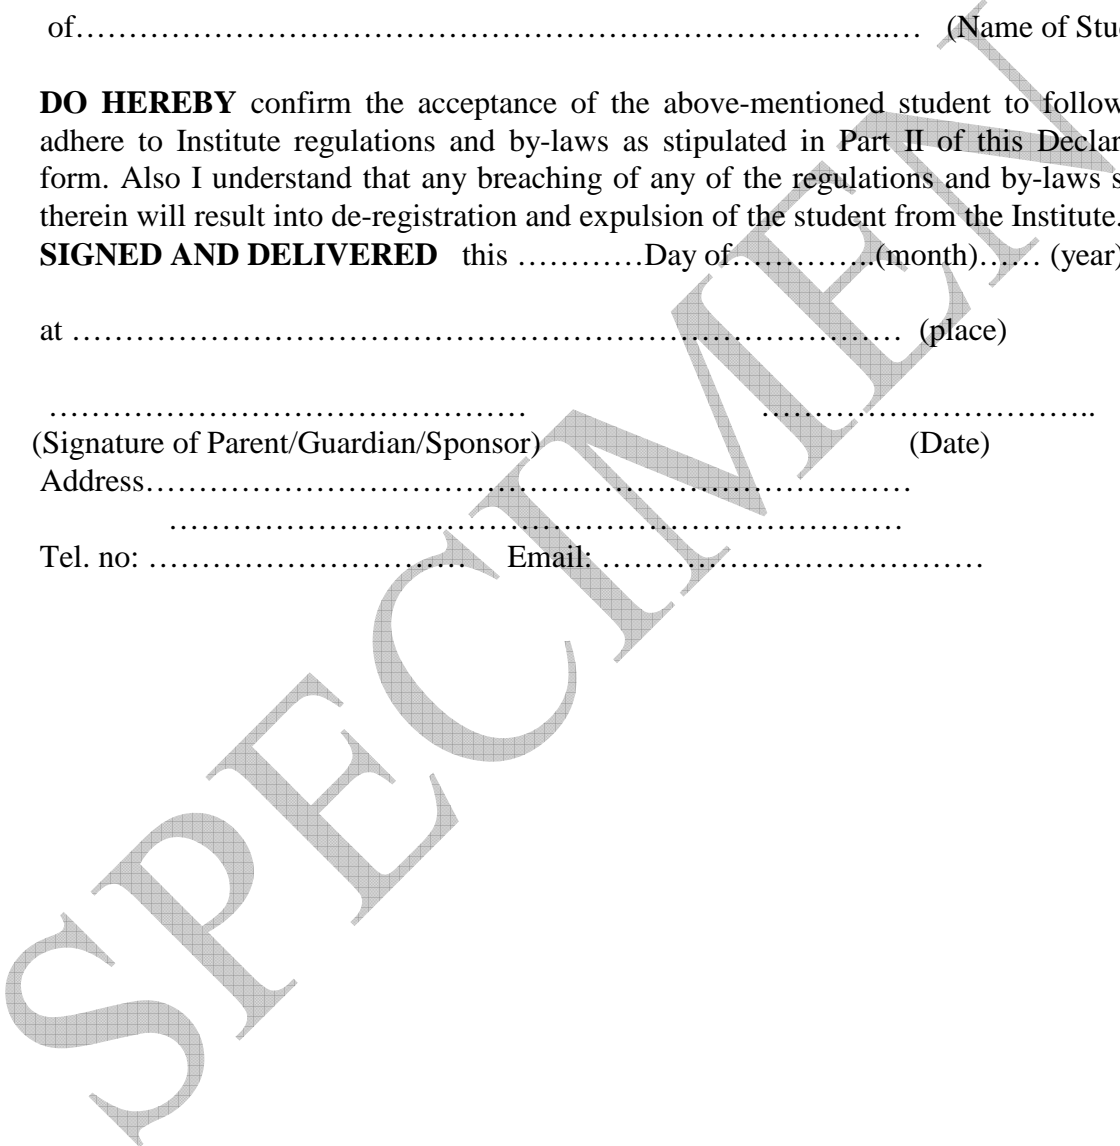 of……………………………………………………………………..… (Name of Stu
DO HEREBY confirm the acceptance of the above-mentioned student to follow
adhere to Institute regulations and by-laws as stipulated in Part II of this Declar
form. Also I understand that any breaching of any of the regulations and by-laws s
therein will result into de-registration and expulsion of the student from the Institute.
SIGNED AND DELIVERED this …………Day of…………..(month)…… (year)
at ……………………………………………………………………… (place)
……………………………………… …………………………..
(Signature of Parent/Guardian/Sponsor) (Date)
Address………………………………………………………………
……………………………………………………………
Tel. no: ………………………… Email: ………………………………
SPECIMEN